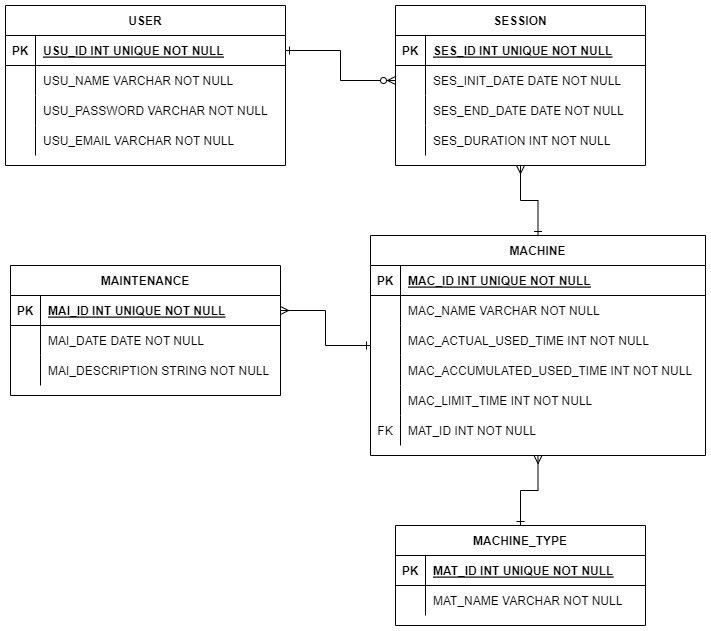 USER
PK USU_ID INT UNIQUE NOT NULL
USU_NAME VARCHAR NOT NULL
USU_PASSWORD VARCHAR NOT NULL
USU_EMAIL VARCHAR NOT NULL
SESSION
PK SES_ID INT UNIQUE NOT NULL
SES_INIT_DATE DATE NOT NULL
SES_END_DATE DATE NOT NULL
SES_DURATION INT NOT NULL
MAINTENANCE
PK MAI_ID INT UNIQUE NOT NULL
MAI_DATE DATE NOT NULL
MAI_DESCRIPTION STRING NOT NULL
MACHINE
PK MAC_ID INT UNIQUE NOT NULL
MAC_NAME VARCHAR NOT NULL
MAC_ACTUAL_USED_TIME INT NOT NULL
MAC_ACCUMULATED_USED_TIME INT NOT NULL
MAC_LIMIT_TIME INT NOT NULL
FK MAT_ID INT NOT NULL
MACHINE_TYPE
PK MAT_ID INT UNIQUE NOT NULL
MAT_NAME VARCHAR NOT NULL